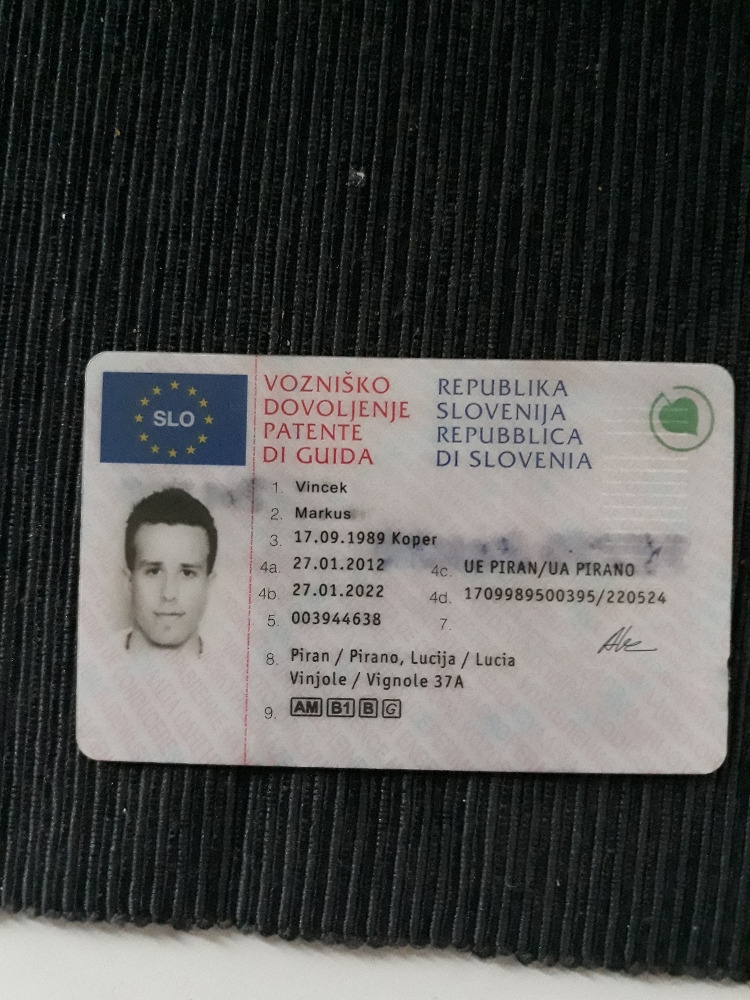 SLO
VOZNIŠKO
DOVOLJENJE
PATENTE
DI GUIDA
REPUBLIKA
SLOVENIJA
REPUBBLICA
DI SLOVENIA
1. Vincek
2. Markus
3. 17.09.1989 Koper
4a. 27.01.2012 4c. UE PIRAN/UA PIRANO
4b. 27.01.2022 4d. 1709989500395/220524
5. 003944638 7.
8. Piran / Pirano, Lucija / Lucia
Vinjole / Vignole 37A
9. AM B1 B G